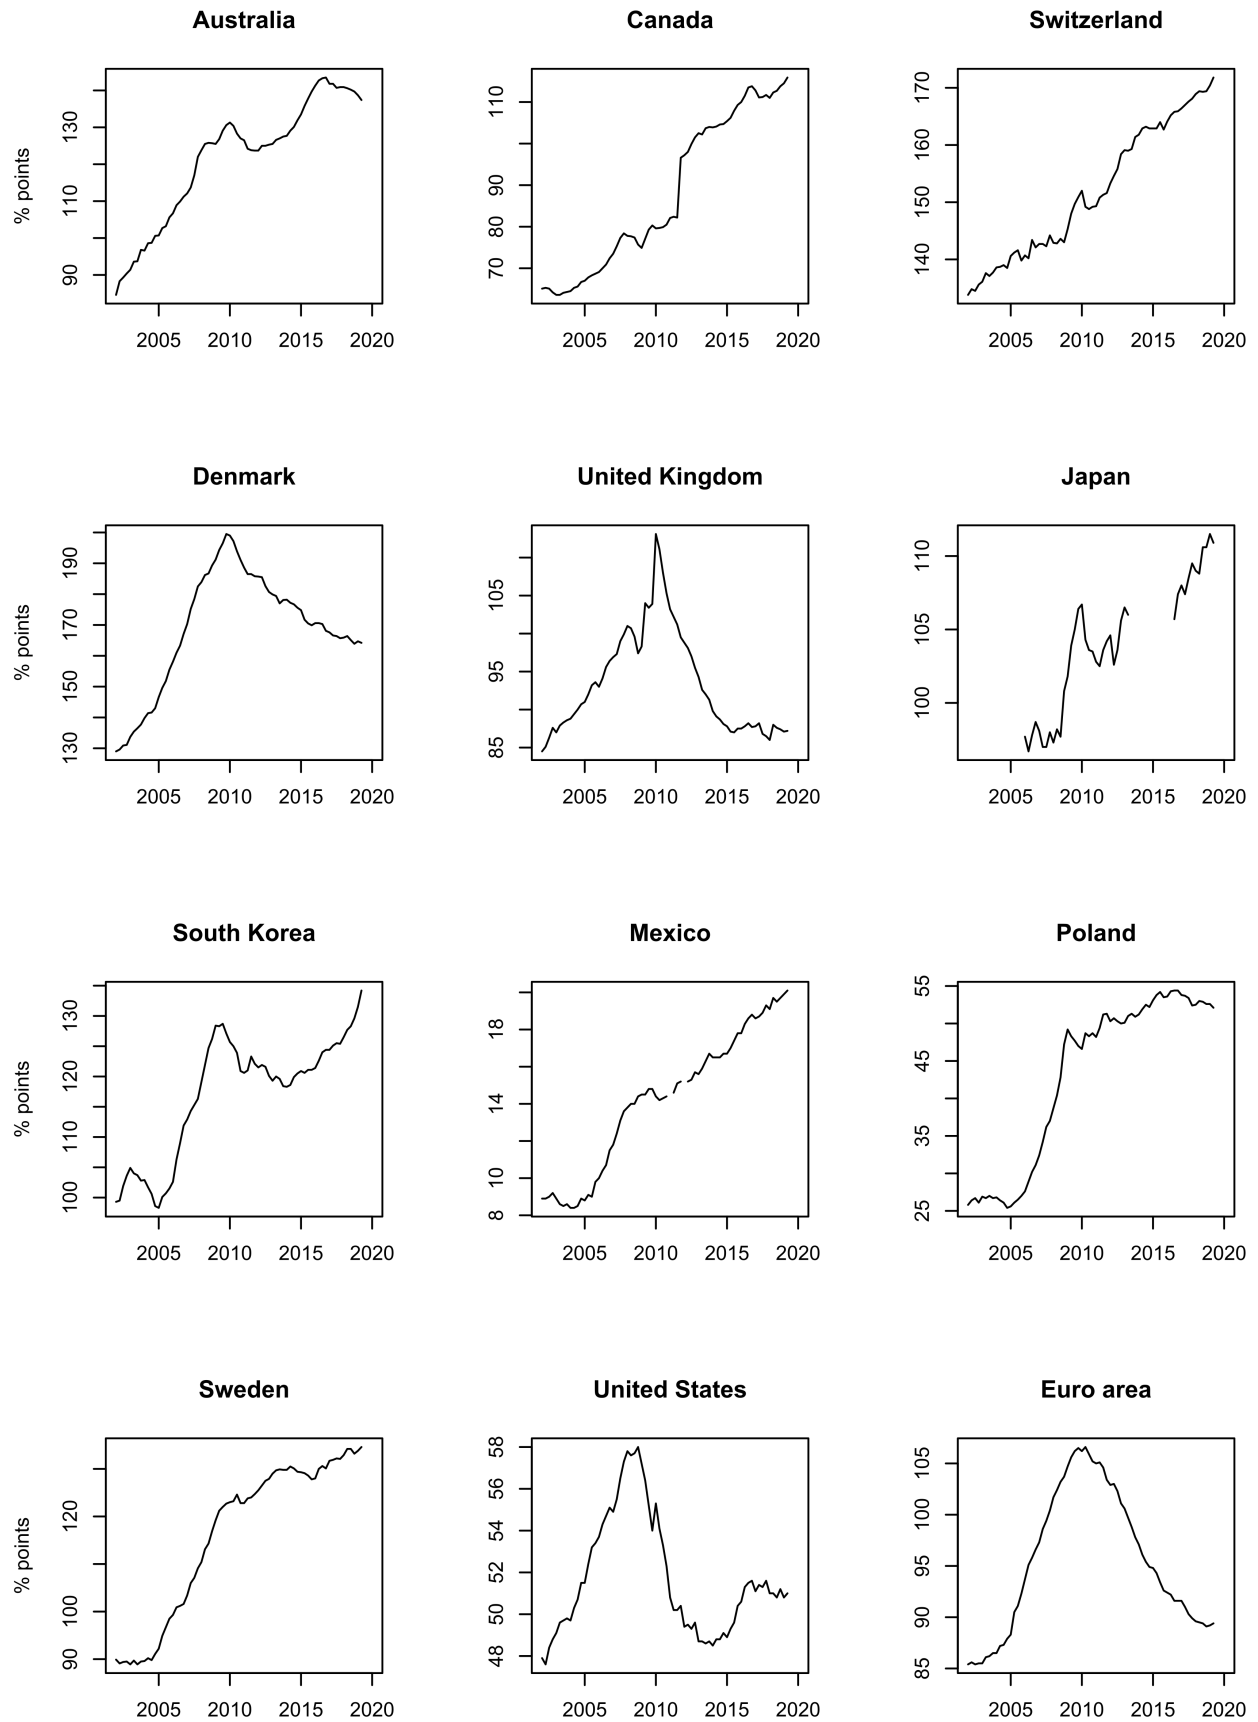 Australia
Canada
Switzerland
% points
90
110
130
2005 2010 2015 2020
70
80
90
110
2005 2010 2015 2020
140
150
160
170
2005 2010 2015 2020
Denmark
United Kingdom
Japan
% points
130
150
170
190
2005 2010 2015 2020
85
95
105
2005 2010 2015 2020
100
105
110
2005 2010 2015 2020
South Korea
Mexico
Poland
% points
100
110
120
130
2005 2010 2015 2020
8
10
14
18
2005 2010 2015 2020
25
35
45
55
2005 2010 2015 2020
Sweden
United States
Euro area
% points
90
100
120
2005 2010 2015 2020
48
50
52
54
56
58
2005 2010 2015 2020
85
90
95
100
105
2005 2010 2015 2020